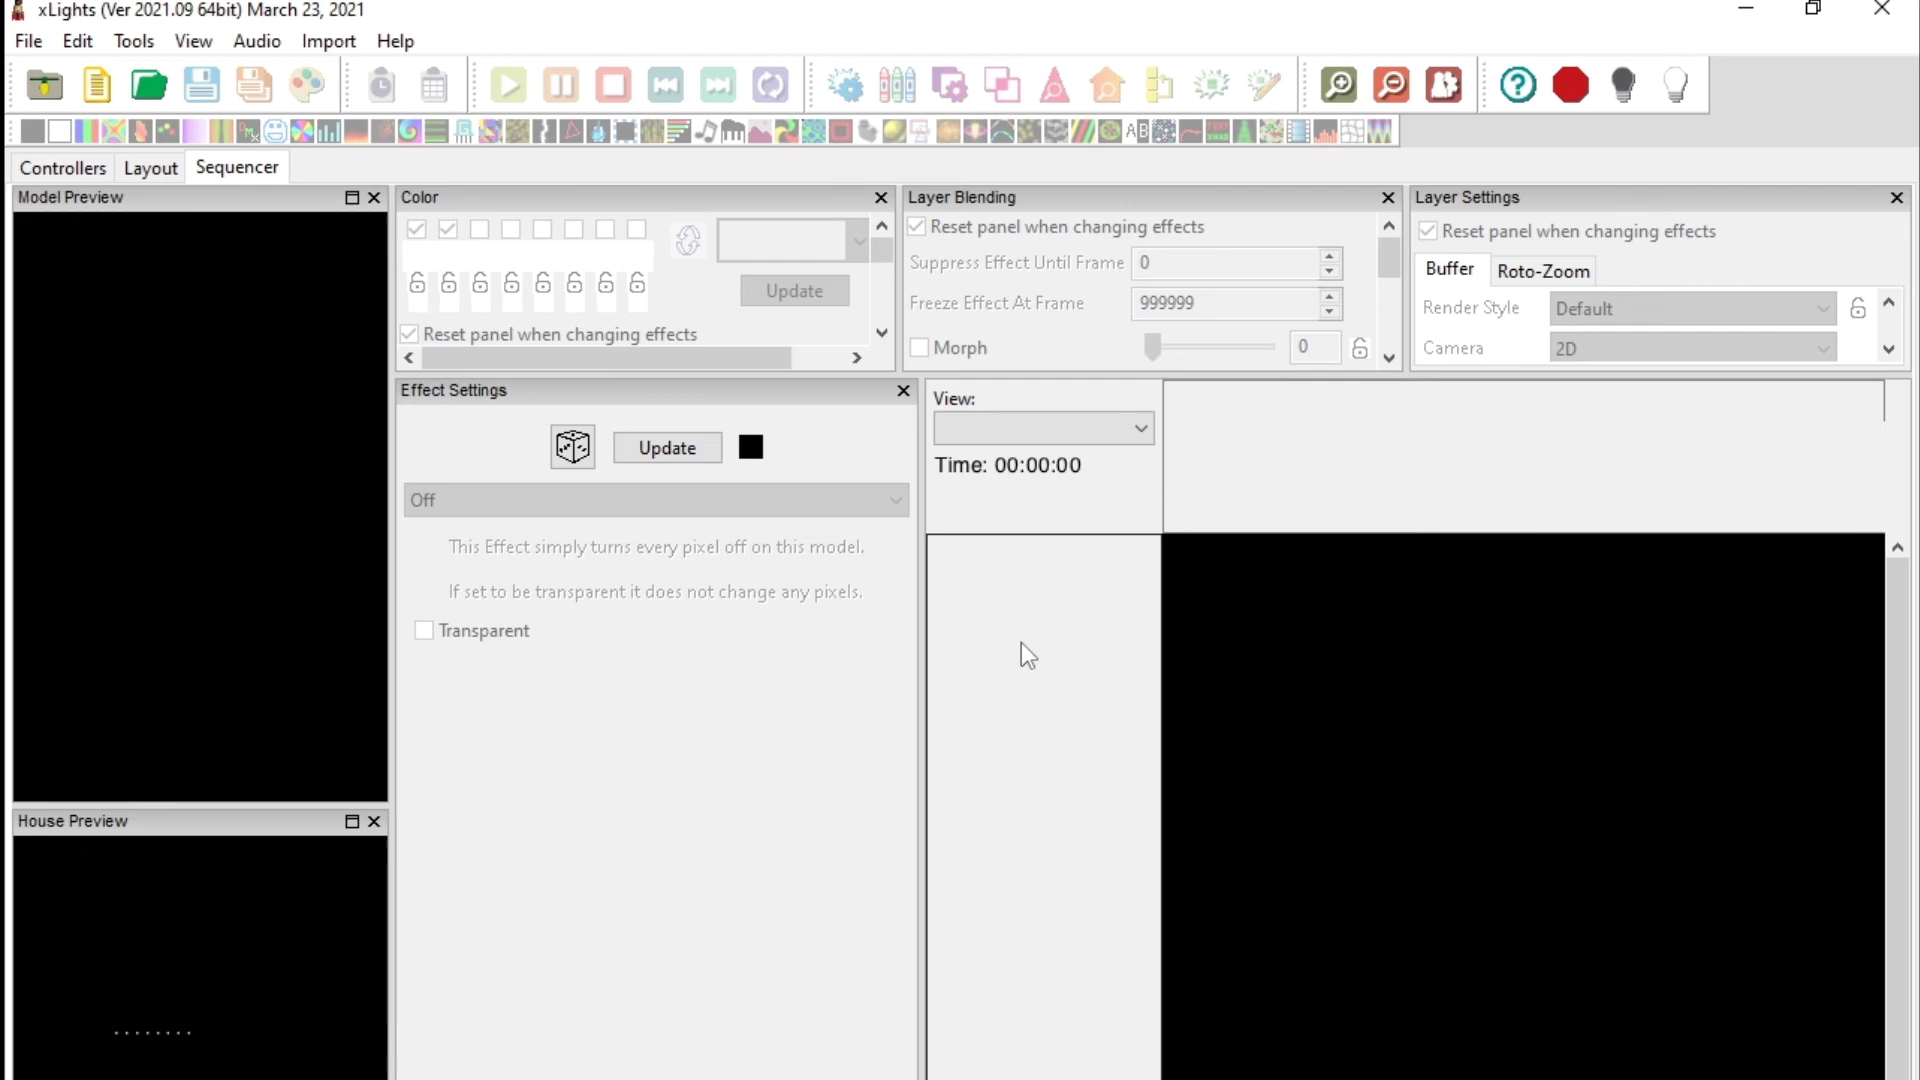 xLights (Ver 2021.09 64bit) March 23, 2021
File Edit Tools View Audio Import Help
AB
Controllers Layout Sequencer
Model Preview
Color
Layer Blending
Layer Settings
Reset panel when changing effects
Reset panel when changing effects
Suppress Effect Until Frame 0
Buffer Roto-Zoom
Update
Freeze Effect At Frame 999999
Render Style Default
Reset panel when changing effects
Morph 0
Camera 2D
Effect Settings
Update
View:
Time: 00:00:00
Off
This Effect simply turns every pixel off on this model.
If set to be transparent it does not change any pixels.
Transparent
House Preview